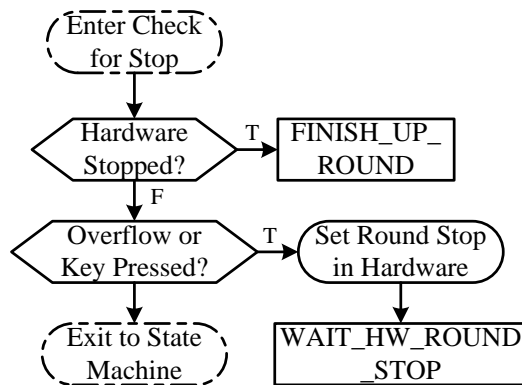 Enter Check
for Stop
Hardware
Stopped?
T
FINISH_UP_
ROUND
F
Overflow or
Key Pressed?
T
Set Round Stop
in Hardware
Exit to State
Machine
WAIT_HW_ROUND
_STOP